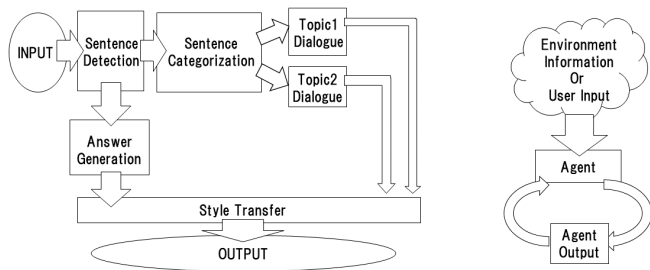 INPUT
Sentence
Detection
Sentence
Categorization
Topic1
Dialogue
Topic2
Dialogue
Answer
Generation
Style Transfer
OUTPUT
Environment
Information
Or
User Input
Agent
Agent
Output